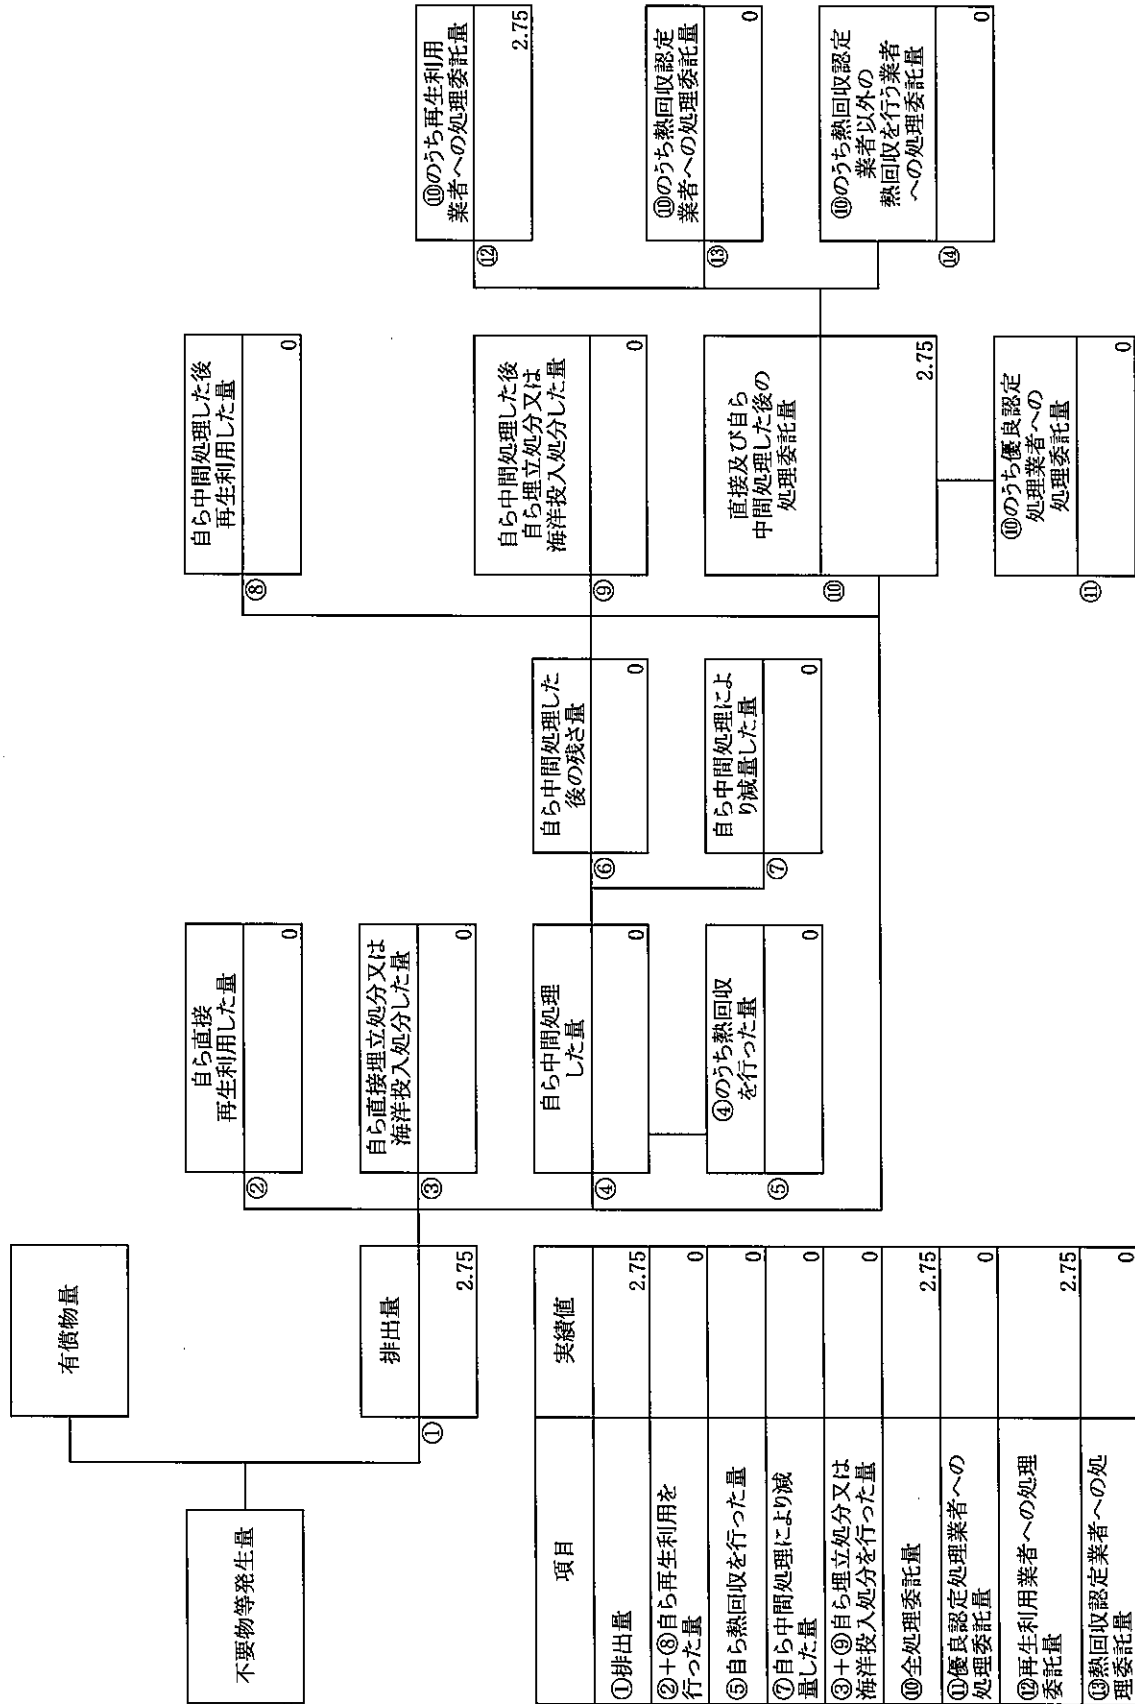 不要物等発生量
有償物量
排出量
①
2.75
自ら直接
再生利用した量
②
0
自ら直接埋立処分又は
海洋投入処分した量
③
0
自ら中間処理
した量
④
0
④のうち熱回収
を行った量
⑤
0
自ら中間処理した
後の残さ量
⑥
0
自ら中間処理によ
り減量した量
⑦
0
自ら中間処理した後
再生利用した量
⑧
0
自ら中間処理した後
自ら埋立処分又は
海洋投入処分した量
⑨
0
直接及び自ら
中間処理した後の
処理委託量
⑩
2.75
⑩のうち優良認定
処理業者への
処理委託量
⑪
0
⑩のうち再生利用
業者への処理委託量
⑫
2.75
⑩のうち熱回収認定
業者への処理委託量
⑬
0
⑩のうち熱回収認定
業者以外の
熱回収を行う業者
への処理委託量
⑭
0
項目 実績値
①排出量 2.75
②+⑧自ら再生利用を
行った量 0
⑤自ら熱回収を行った量 0
⑦自ら中間処理により減
量した量 0
③+⑨自ら埋立処分又は
海洋投入処分を行った量 0
⑩全処理委託量 2.75
⑪優良認定処理業者への
処理委託量 0
⑫再生利用業者への処理
委託量 2.75
⑬熱回収認定業者への処
理委託量 0